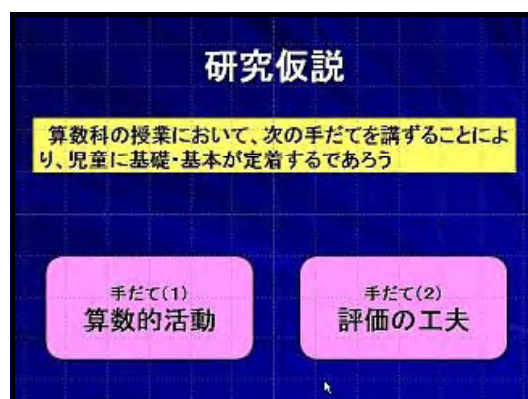 研究仮説
算数科の授業において、次の手だてを講ずることによ
り、児童に基礎・基本が定着するであろう
手だて(1)
算数的活動
手だて(2)
評価の工夫